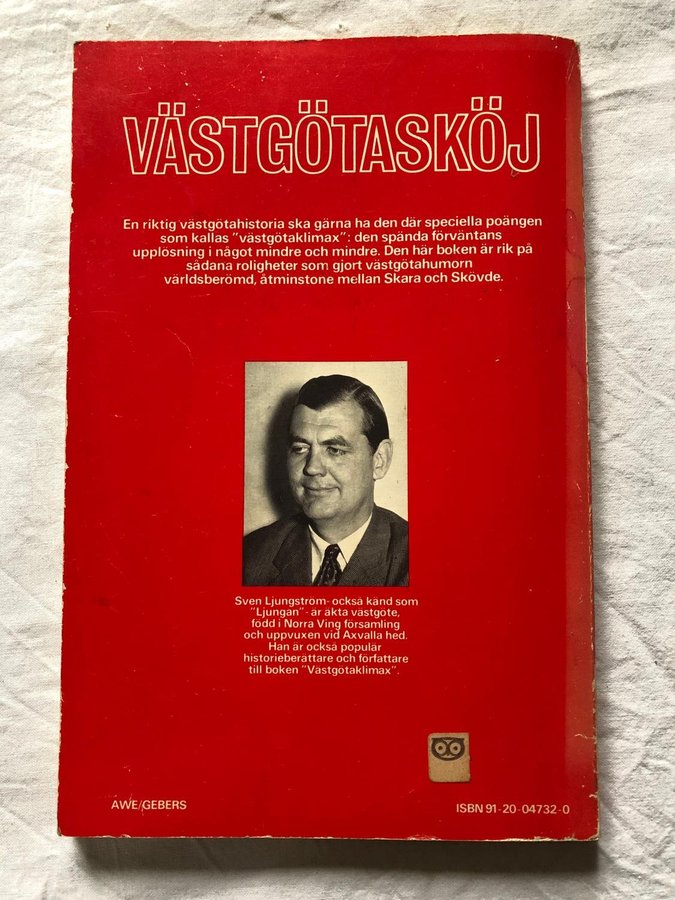 VÄSTGÖTASKÖJ
En riktig västgötahistoria ska gärna ha den där speciella poängen
som kallas "västgötaklimax": den spända förväntans
upplösning i något mindre och mindre. Den här boken är rik på
sådana roligheter som gjort västgötahumorn
världsberömd, åtminstone mellan Skara och Skövde.
Sven Ljungström- också känd som
"Ljungan"- är äkta västgöte,
född i Norra Ving församling
och uppvuxen vid Axvalla hed.
Han är också populär
historieberättare och författare
till boken "Västgötaklimax".
AWE/GEBERS
ISBN 91-20-04732-0